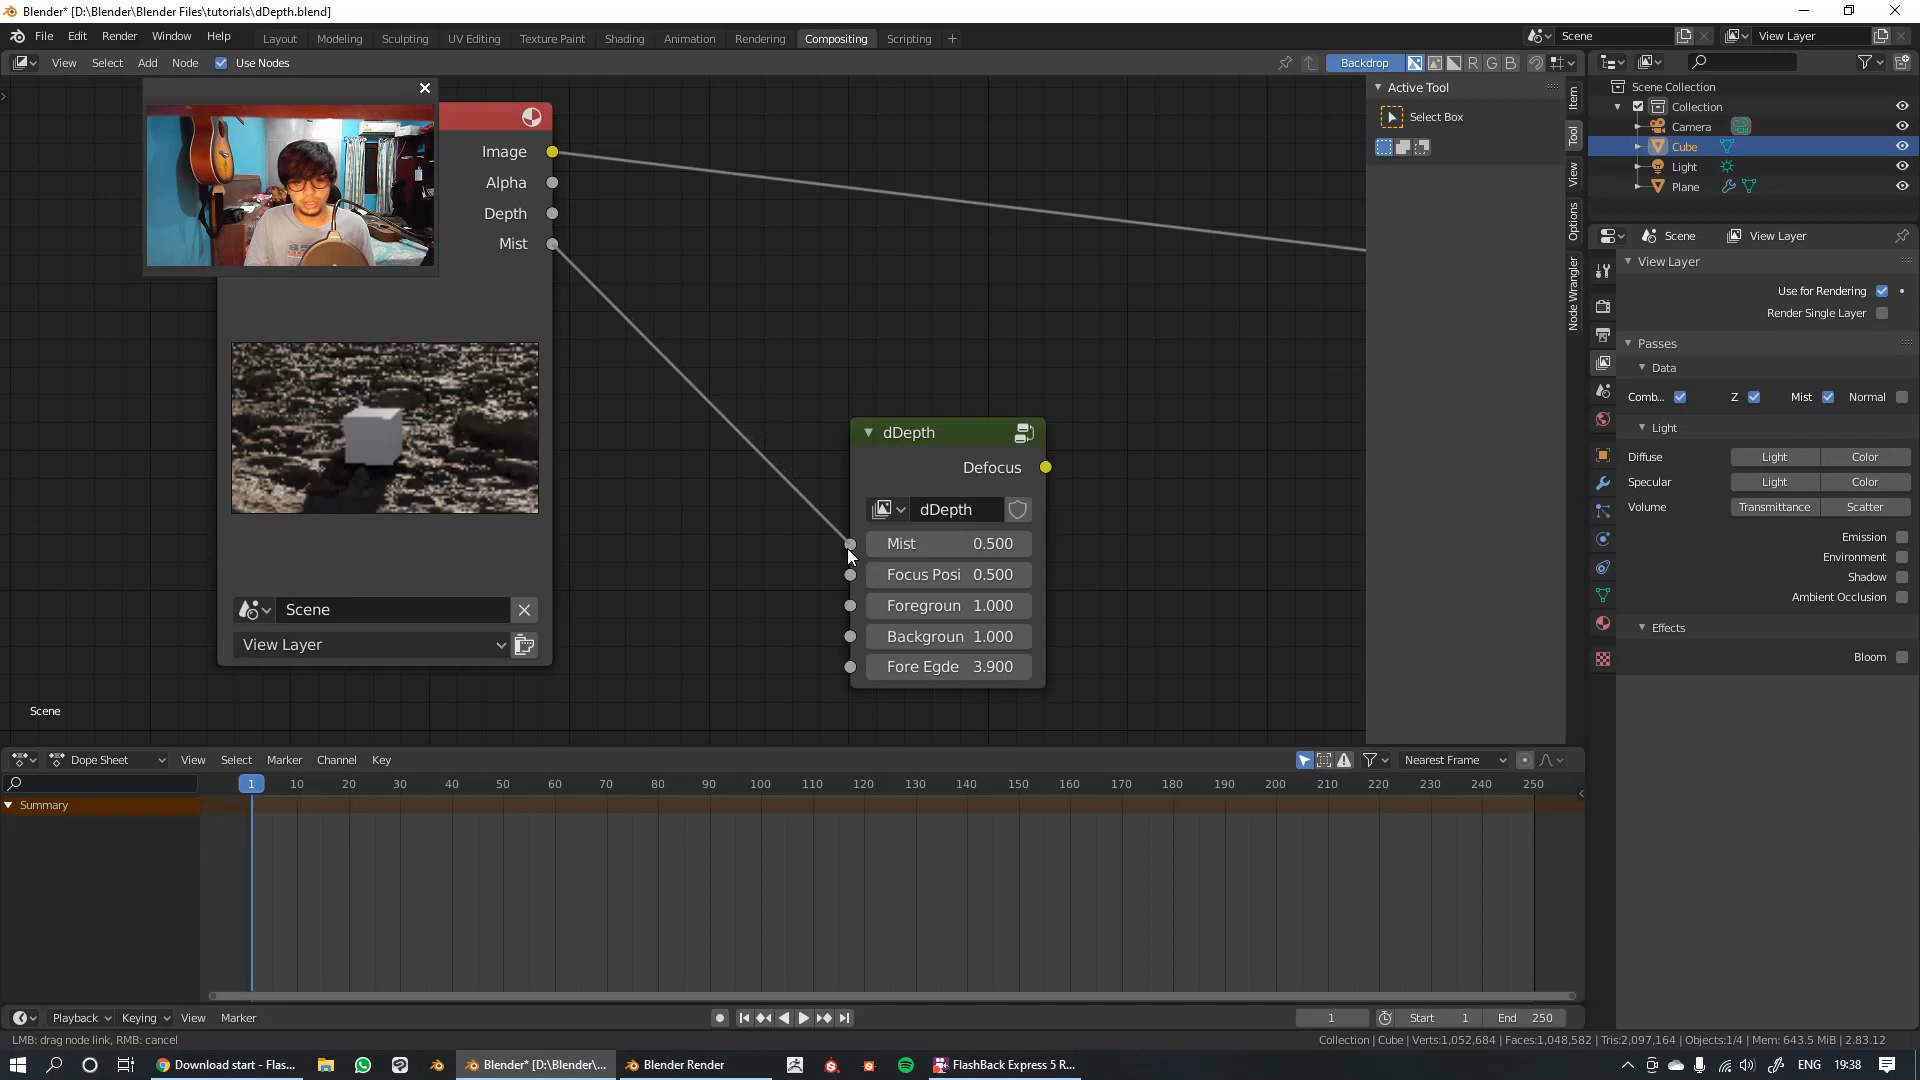 Blender* [D:\Blender\Blender Files\tutorials\dDepth.blend]
File Edit Render Window Help Layout Modeling Sculpting UV Editing Texture Paint Shading Animation Rendering Compositing Scripting + Scene View Layer
View Select Add Node Use Nodes Backdrop R G B
Active Tool
Select Box
Item
Tool
View
Options
Node Wrangler
Scene Collection
Collection
Camera
Cube
Light
Plane
Image
Alpha
Depth
Mist
Scene
View Layer
dDepth
Defocus
dDepth
Mist 0.500
Focus Posi 0.500
Foregroun 1.000
Backgroun 1.000
Fore Egde 3.900
Scene
Scene View Layer
View Layer
Use for Rendering
Render Single Layer
Passes
Data
Comb... Z Mist Normal
Light
Diffuse Light Color
Specular Light Color
Volume Transmittance Scatter
Emission
Environment
Shadow
Ambient Occlusion
Effects
Bloom
Dope Sheet View Select Marker Channel Key Nearest Frame
1 10 20 30 40 50 60 70 80 90 100 110 120 130 140 150 160 170 180 190 200 210 220 230 240 250
Summary
Playback Keying View Marker 1 Start 1 End 250
LMB: drag node link, RMB: cancel
Collection | Cube | Verts:1,052,684 | Faces:1,048,582 | Tris:2,097,164 | Objects:1/4 | Mem: 643.5 MiB | 2.83.12
Download start - Flas... Blender* [D:\Blender\... Blender Render FlashBack Express 5 R... ENG 19:38